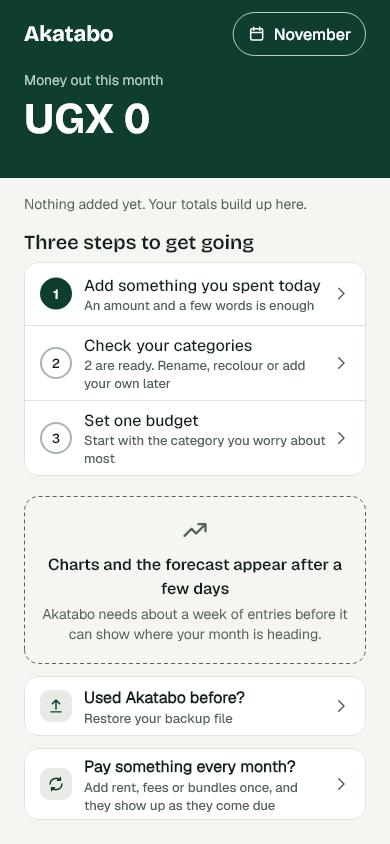 Akatabo
November
Money out this month
UGX 0
Nothing added yet. Your totals build up here.
Three steps to get going
1
Add something you spent today
An amount and a few words is enough
2
Check your categories
2 are ready. Rename, recolour or add
your own later
3
Set one budget
Start with the category you worry about
most
Charts and the forecast appear after a
few days
Akatabo needs about a week of entries before it
can show where your month is heading.
Used Akatabo before?
Restore your backup file
Pay something every month?
Add rent, fees or bundles once, and
they show up as they come due